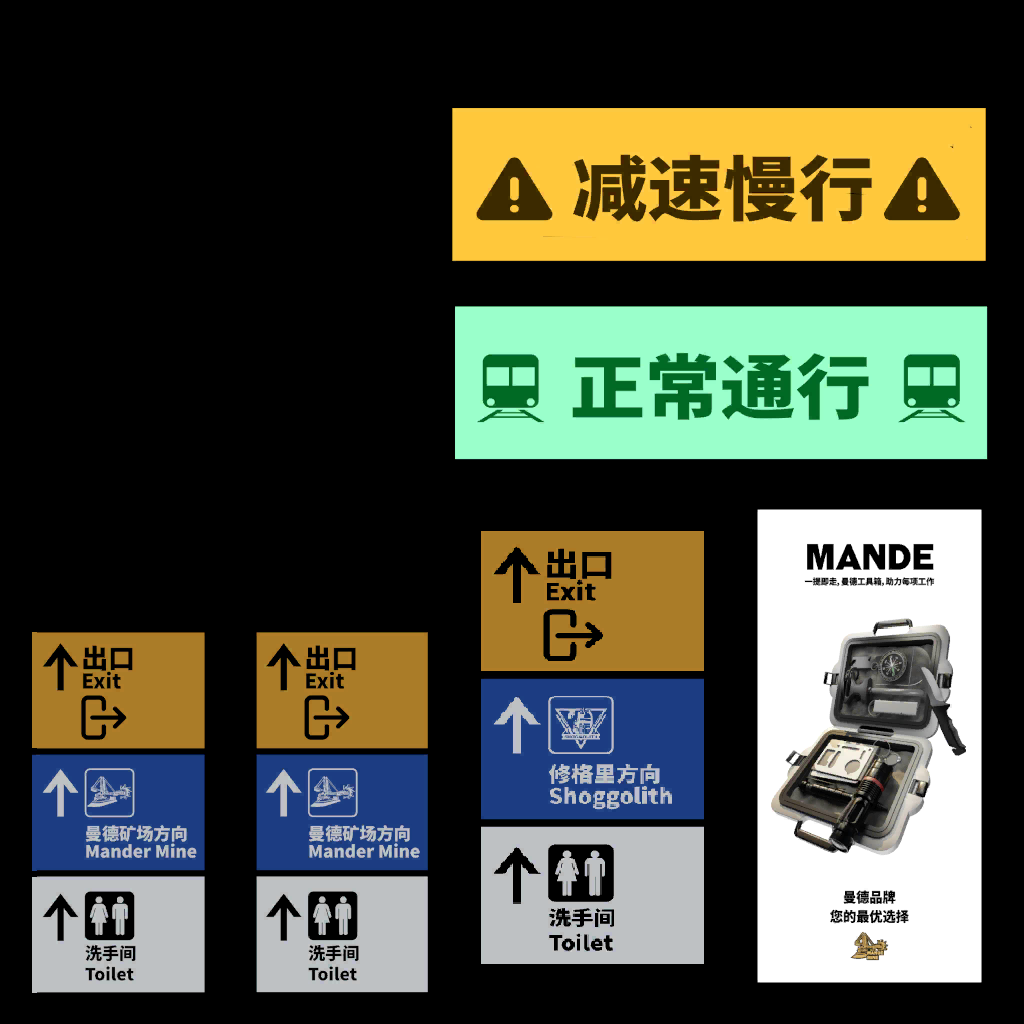 减速慢行
正常通行
出口
Exit
曼德矿场方向
Mander Mine
洗手间
Toilet
出口
Exit
曼德矿场方向
Mander Mine
洗手间
Toilet
出口
Exit
修格里方向
Shoggolith
洗手间
Toilet
MANDE
一提即走, 曼德工具箱, 助力每项工作
曼德品牌
您的最优选择